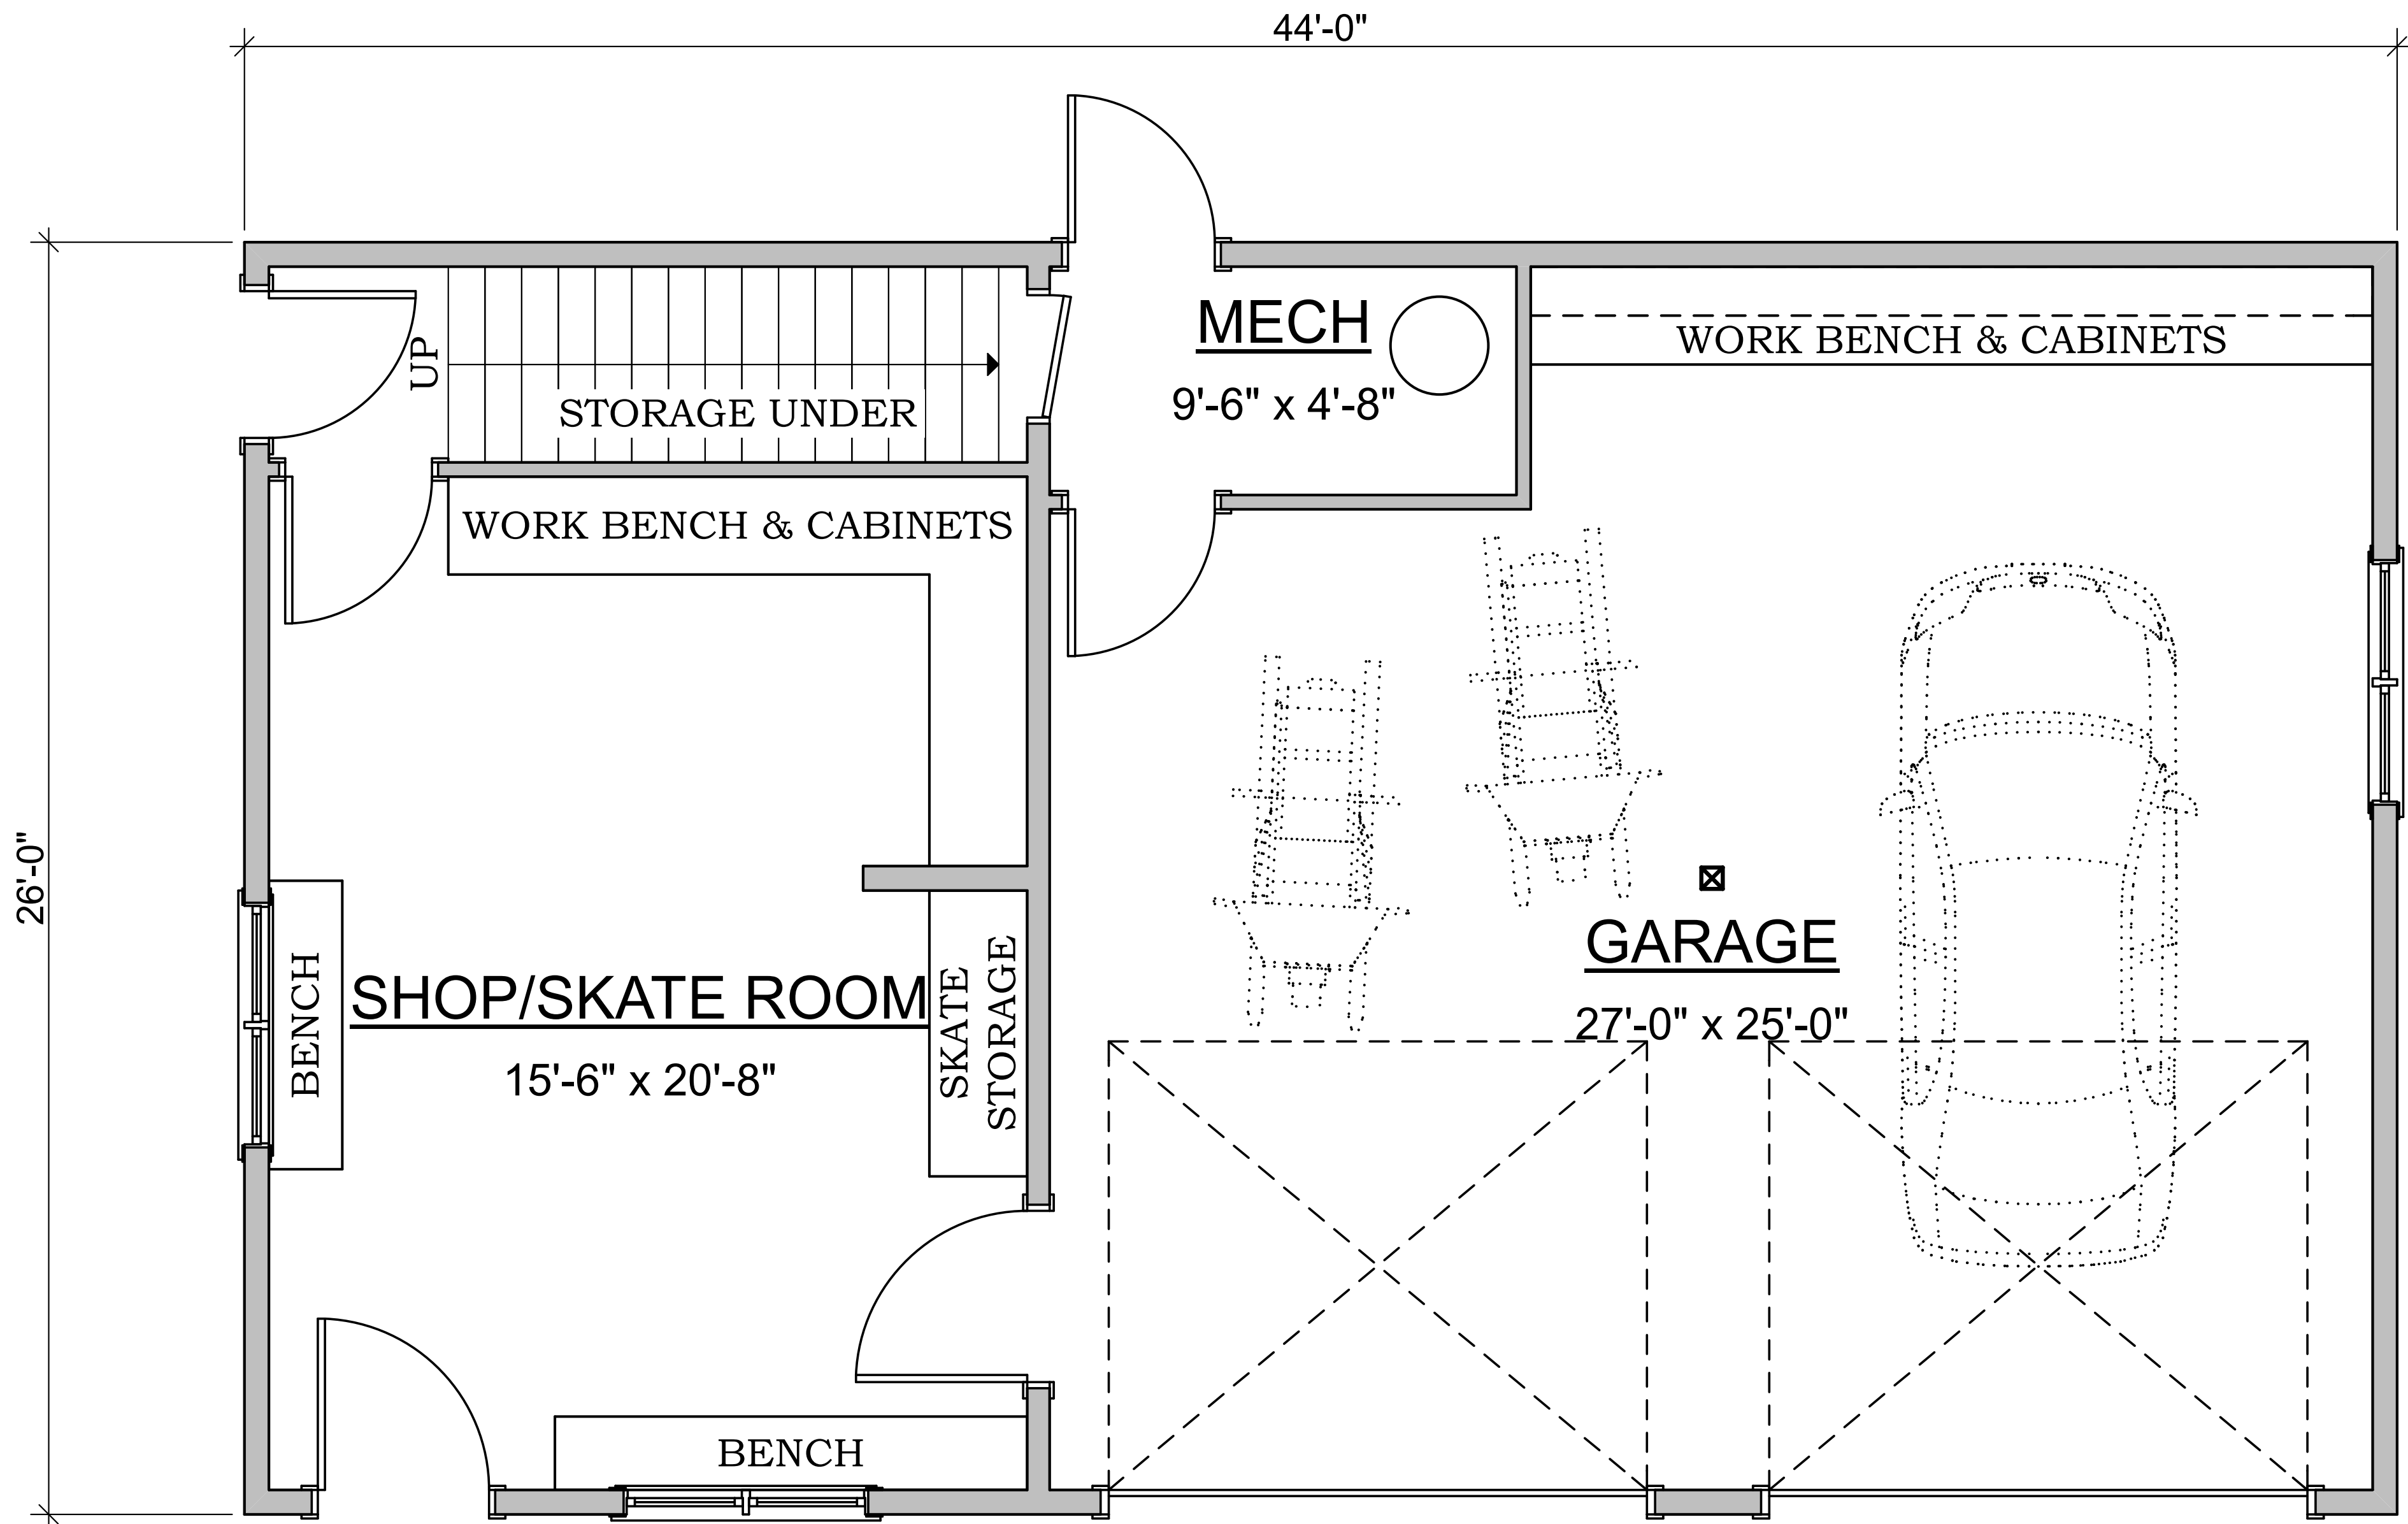 44'-0"
MECH
9'-6" x 4'-8"
WORK BENCH & CABINETS
UP
STORAGE UNDER
WORK BENCH & CABINETS
26'-0"
BENCH
SHOP/SKATE ROOM
15'-6" x 20'-8"
SKATE
STORAGE
GARAGE
27'-0" x 25'-0"
BENCH